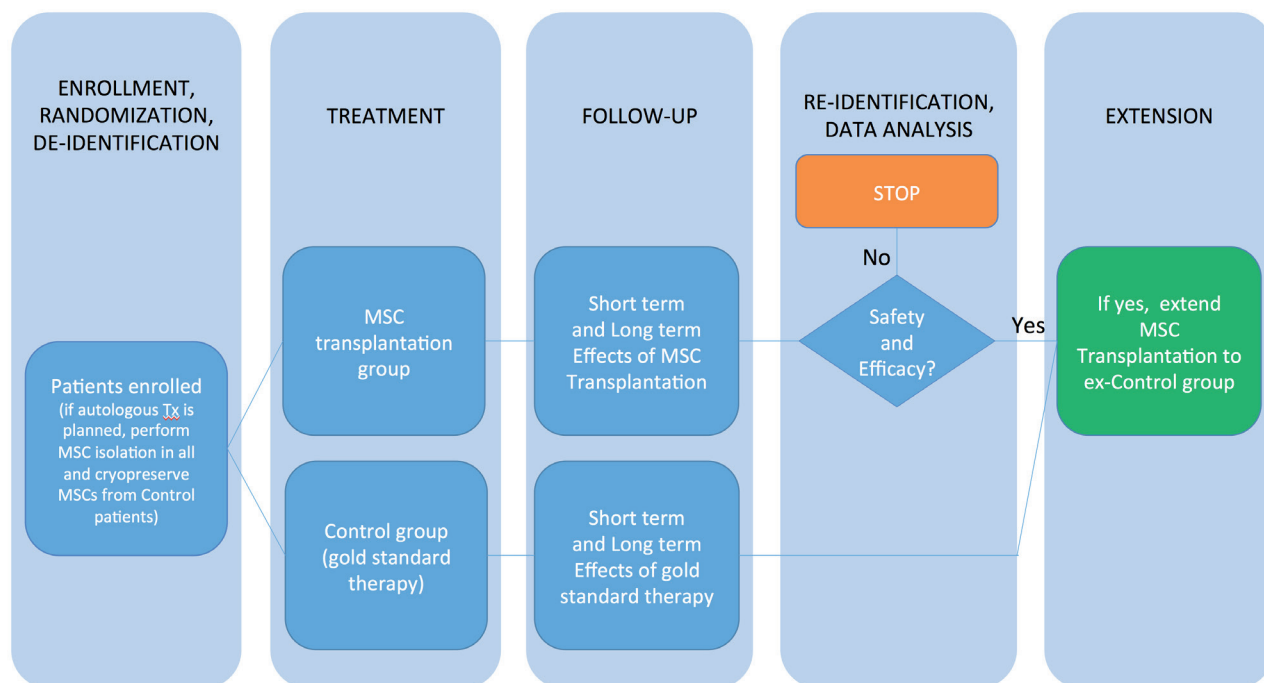 ENROLLMENT,
RANDOMIZATION,
DE-IDENTIFICATION
TREATMENT
FOLLOW-UP
RE-IDENTIFICATION,
DATA ANALYSIS
EXTENSION
Patients enrolled
(if autologous Tx is
planned, perform
MSC isolation in all
and cryopreserve
MSCs from Control
patients)
MSC
transplantation
group
Control group
(gold standard
therapy)
Short term
and Long term
Effects of MSC
Transplantation
Short term
and Long term
Effects of gold
standard therapy
STOP
No
Safety
and
Efficacy?
Yes
If yes, extend
MSC
Transplantation to
ex-Control group